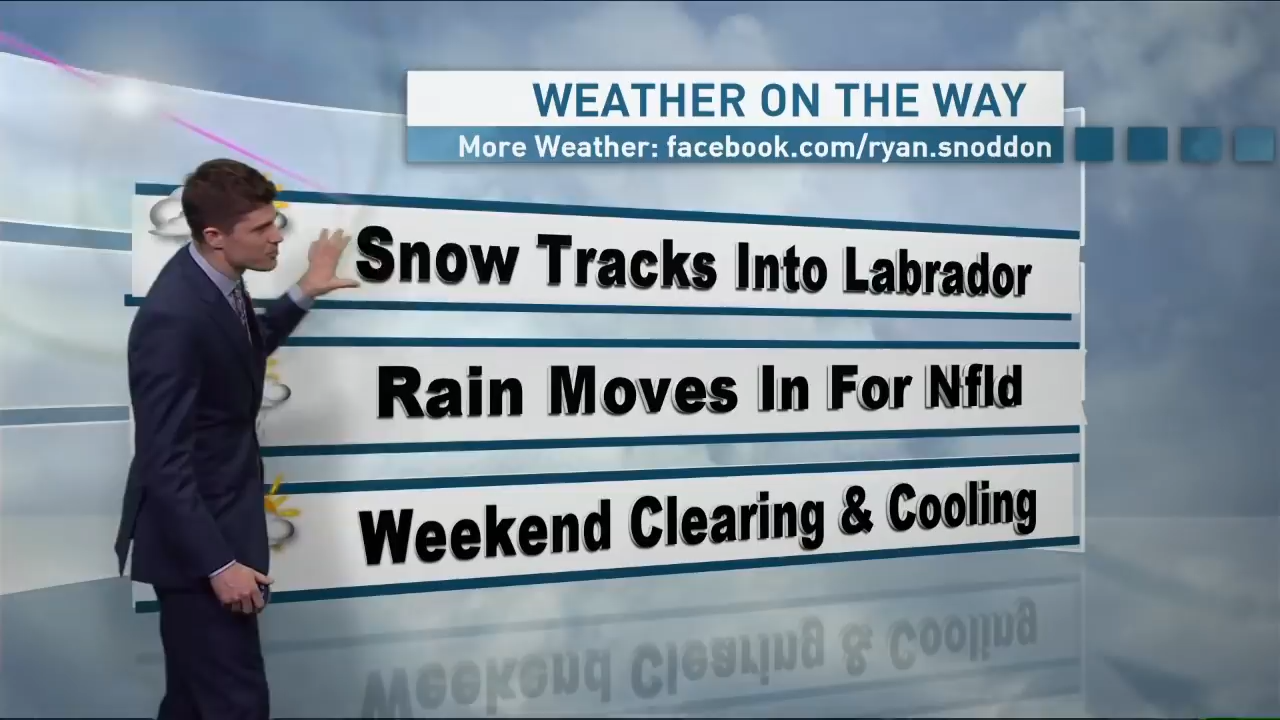 WEATHER ON THE WAY
More Weather: facebook.com/ryan.snoddon
Snow Tracks Into Labrador
Rain Moves In For Nfld
Weekend Clearing & Cooling